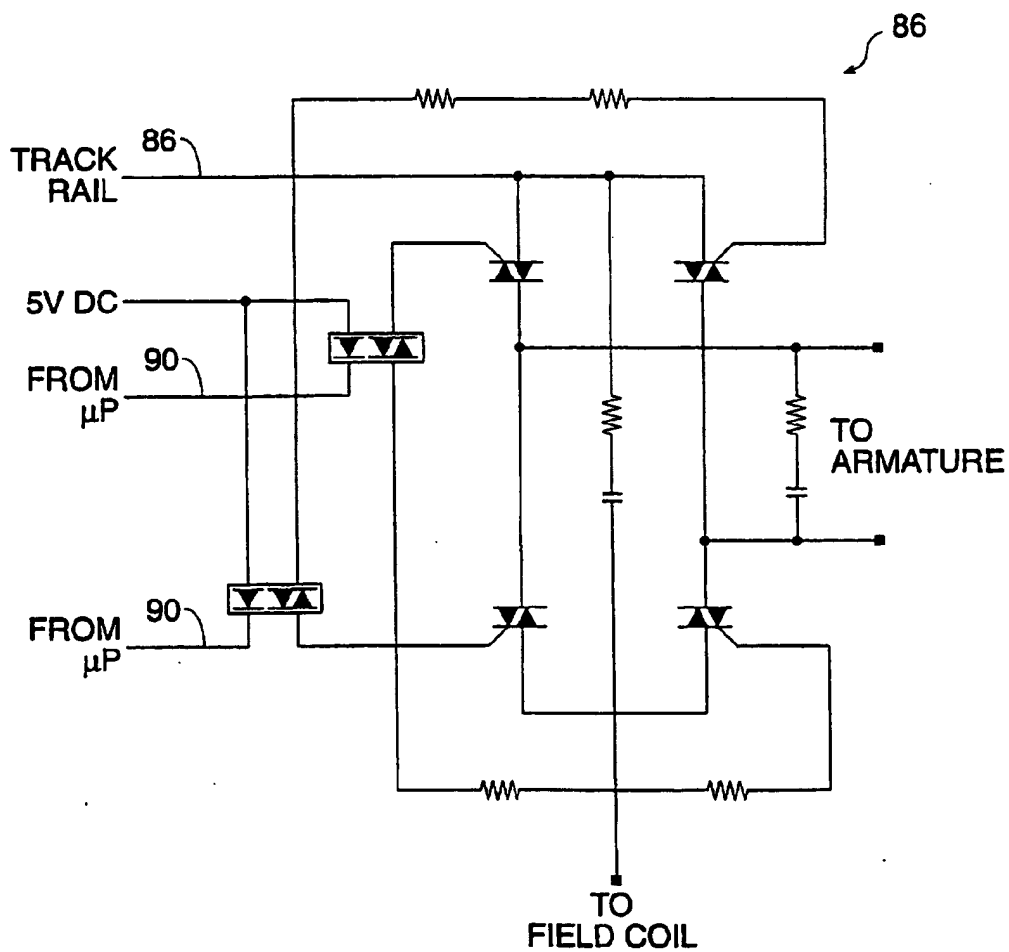 86
TRACK
RAIL
86
5V DC
FROM
µP
90
FROM
µP
90
TO
ARMATURE
TO
FIELD COIL